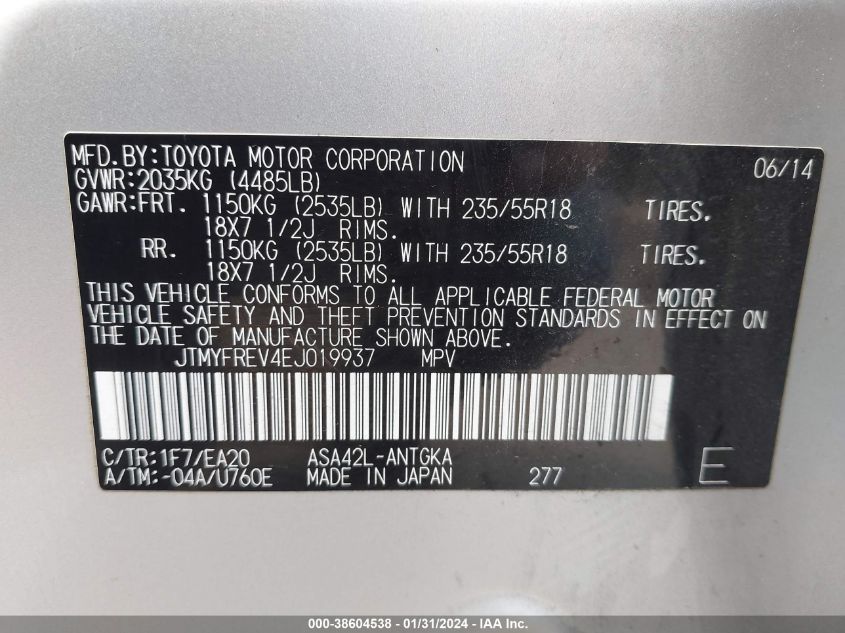 MFD.BY:TOYOTA MOTOR CORPORATION 06/14
GVWR:2035KG (4485LB)
GAWR:FRT. 1150KG (2535LB) WITH 235/55R18 TIRES.
18X7 1/2J RIMS.
RR. 1150KG (2535LB) WITH 235/55R18 TIRES.
18X7 1/2J RIMS.
THIS VEHICLE CONFORMS TO ALL APPLICABLE FEDERAL MOTOR
VEHICLE SAFETY AND THEFT PREVENTION STANDARDS IN EFFECT ON
THE DATE OF MANUFACTURE SHOWN ABOVE.
JTMYFREV4EJ019937 MPV
C/TR:1F7/EA20 ASA42L-ANTGKA
A/TM:-04A/U760E MADE IN JAPAN 277 E
000-38604538 - 01/31/2024 - IAA Inc.